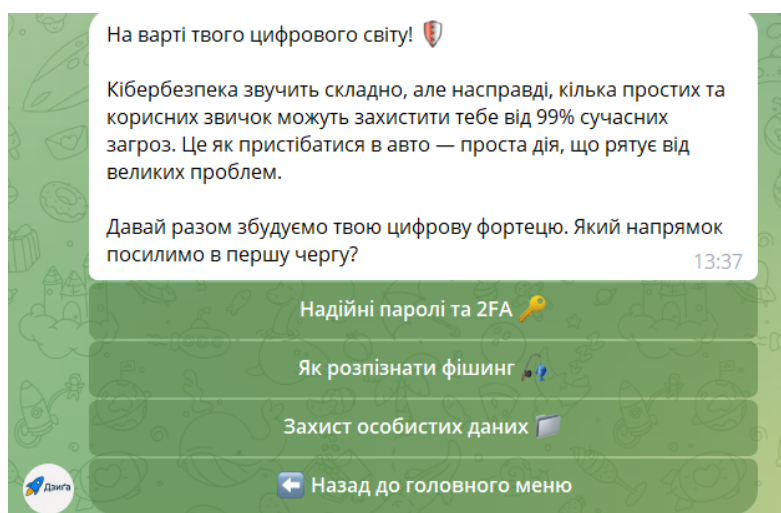 На варті твого цифрового світу!
Кібербезпека звучить складно, але насправді, кілька простих та
корисних звичок можуть захистити тебе від 99% сучасних
загроз. Це як пристібатися в авто — проста дія, що рятує від
великих проблем.
Давай разом збудуємо твою цифрову фортецю. Який напрямок
посилимо в першу чергу?
13:37
Надійні паролі та 2FA
Як розпізнати фішинг
Захист особистих даних
Назад до головного меню
Дзиґа